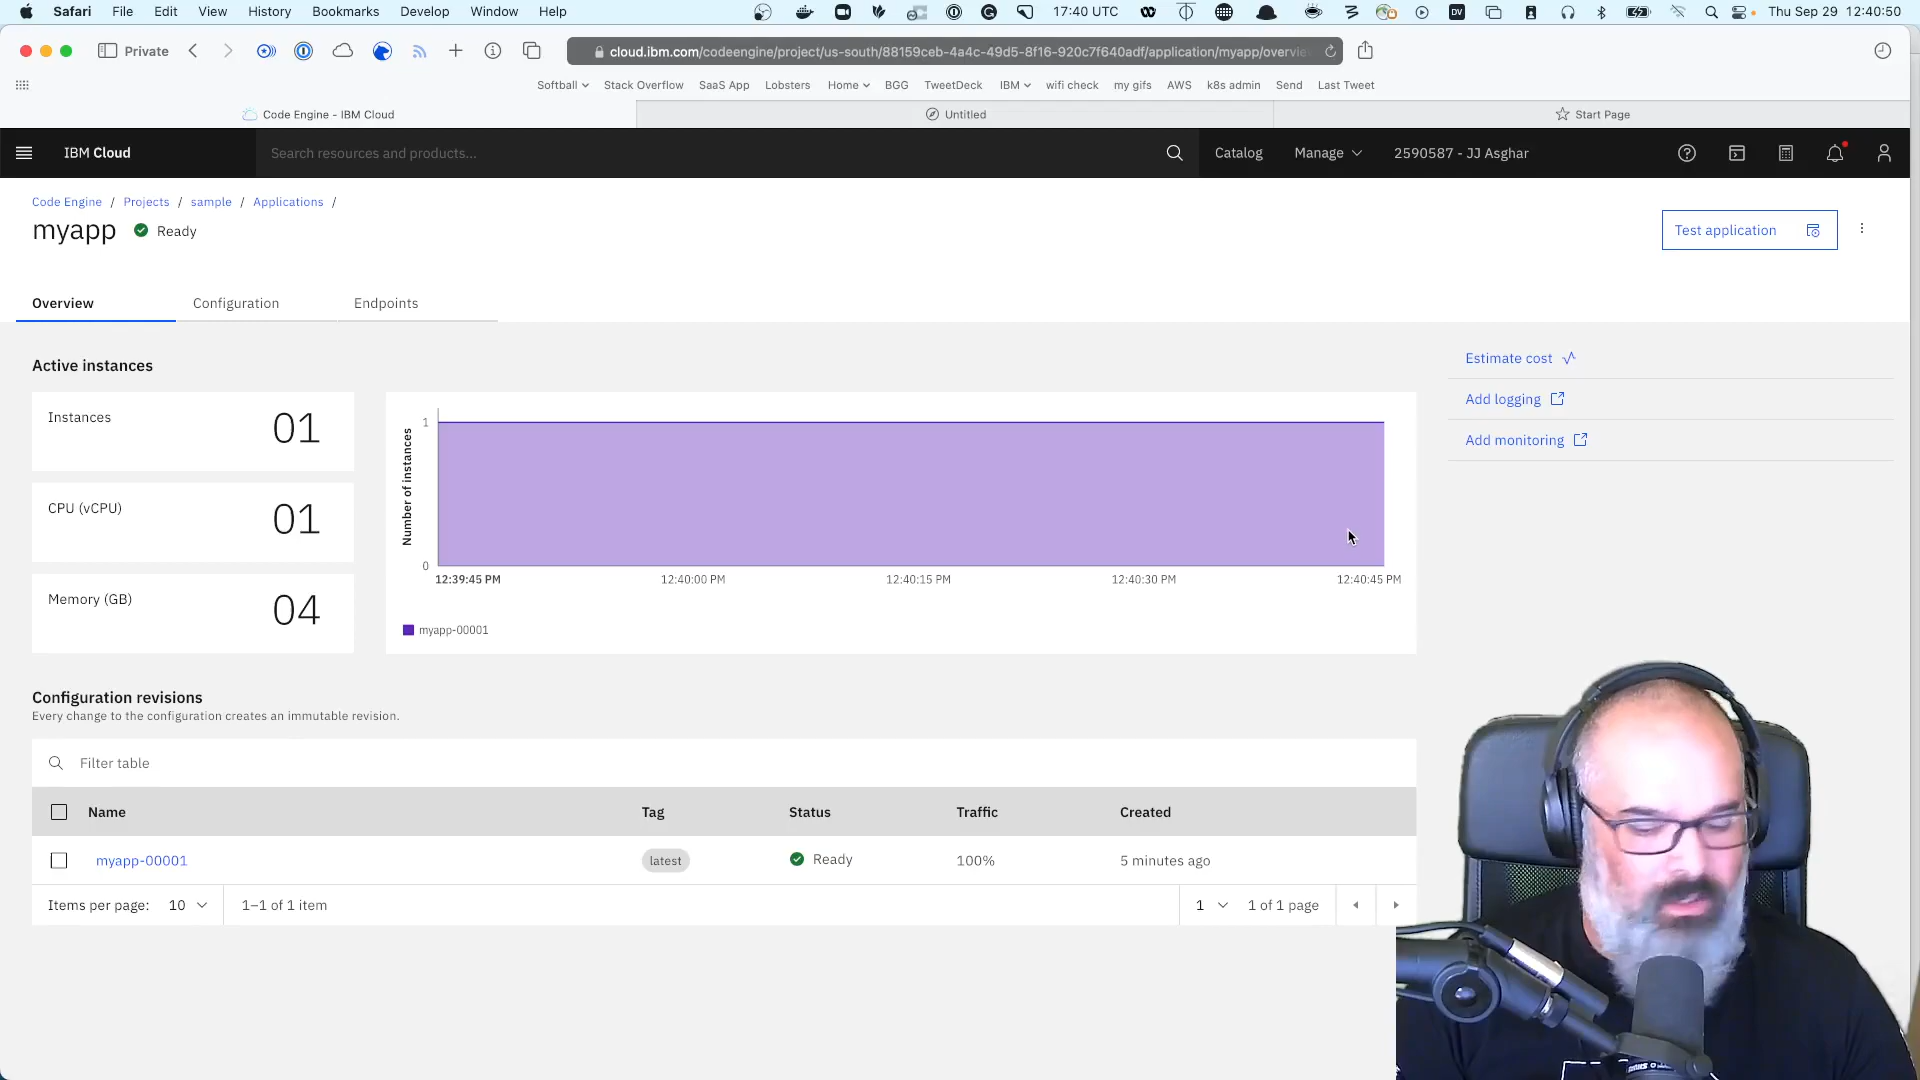 Safari File Edit View History Bookmarks Develop Window Help 17:40 UTC DV Thu Sep 29 12:40:50
Private cloud.ibm.com/codeengine/project/us-south/88159ceb-4a4c-49d5-8f16-920c7f640adf/application/myapp/overvie
Softball Stack Overflow SaaS App Lobsters Home BGG TweetDeck IBM wifi check my gifs AWS k8s admin Send Last Tweet
Code Engine - IBM Cloud Untitled Start Page
IBM Cloud Search resources and products... Catalog Manage 2590587 - JJ Asghar
Code Engine / Projects / sample / Applications /
myapp Ready Test application
Overview Configuration Endpoints
Active instances
Estimate cost
Add logging
Add monitoring
Instances 01
CPU (vCPU) 01
Memory (GB) 04
Number of instances
1
0
12:39:45 PM 12:40:00 PM 12:40:15 PM 12:40:30 PM 12:40:45 PM
myapp-00001
Configuration revisions
Every change to the configuration creates an immutable revision.
Filter table
Name Tag Status Traffic Created
myapp-00001 latest Ready 100% 5 minutes ago
Items per page: 10 1–1 of 1 item 1 1 of 1 page